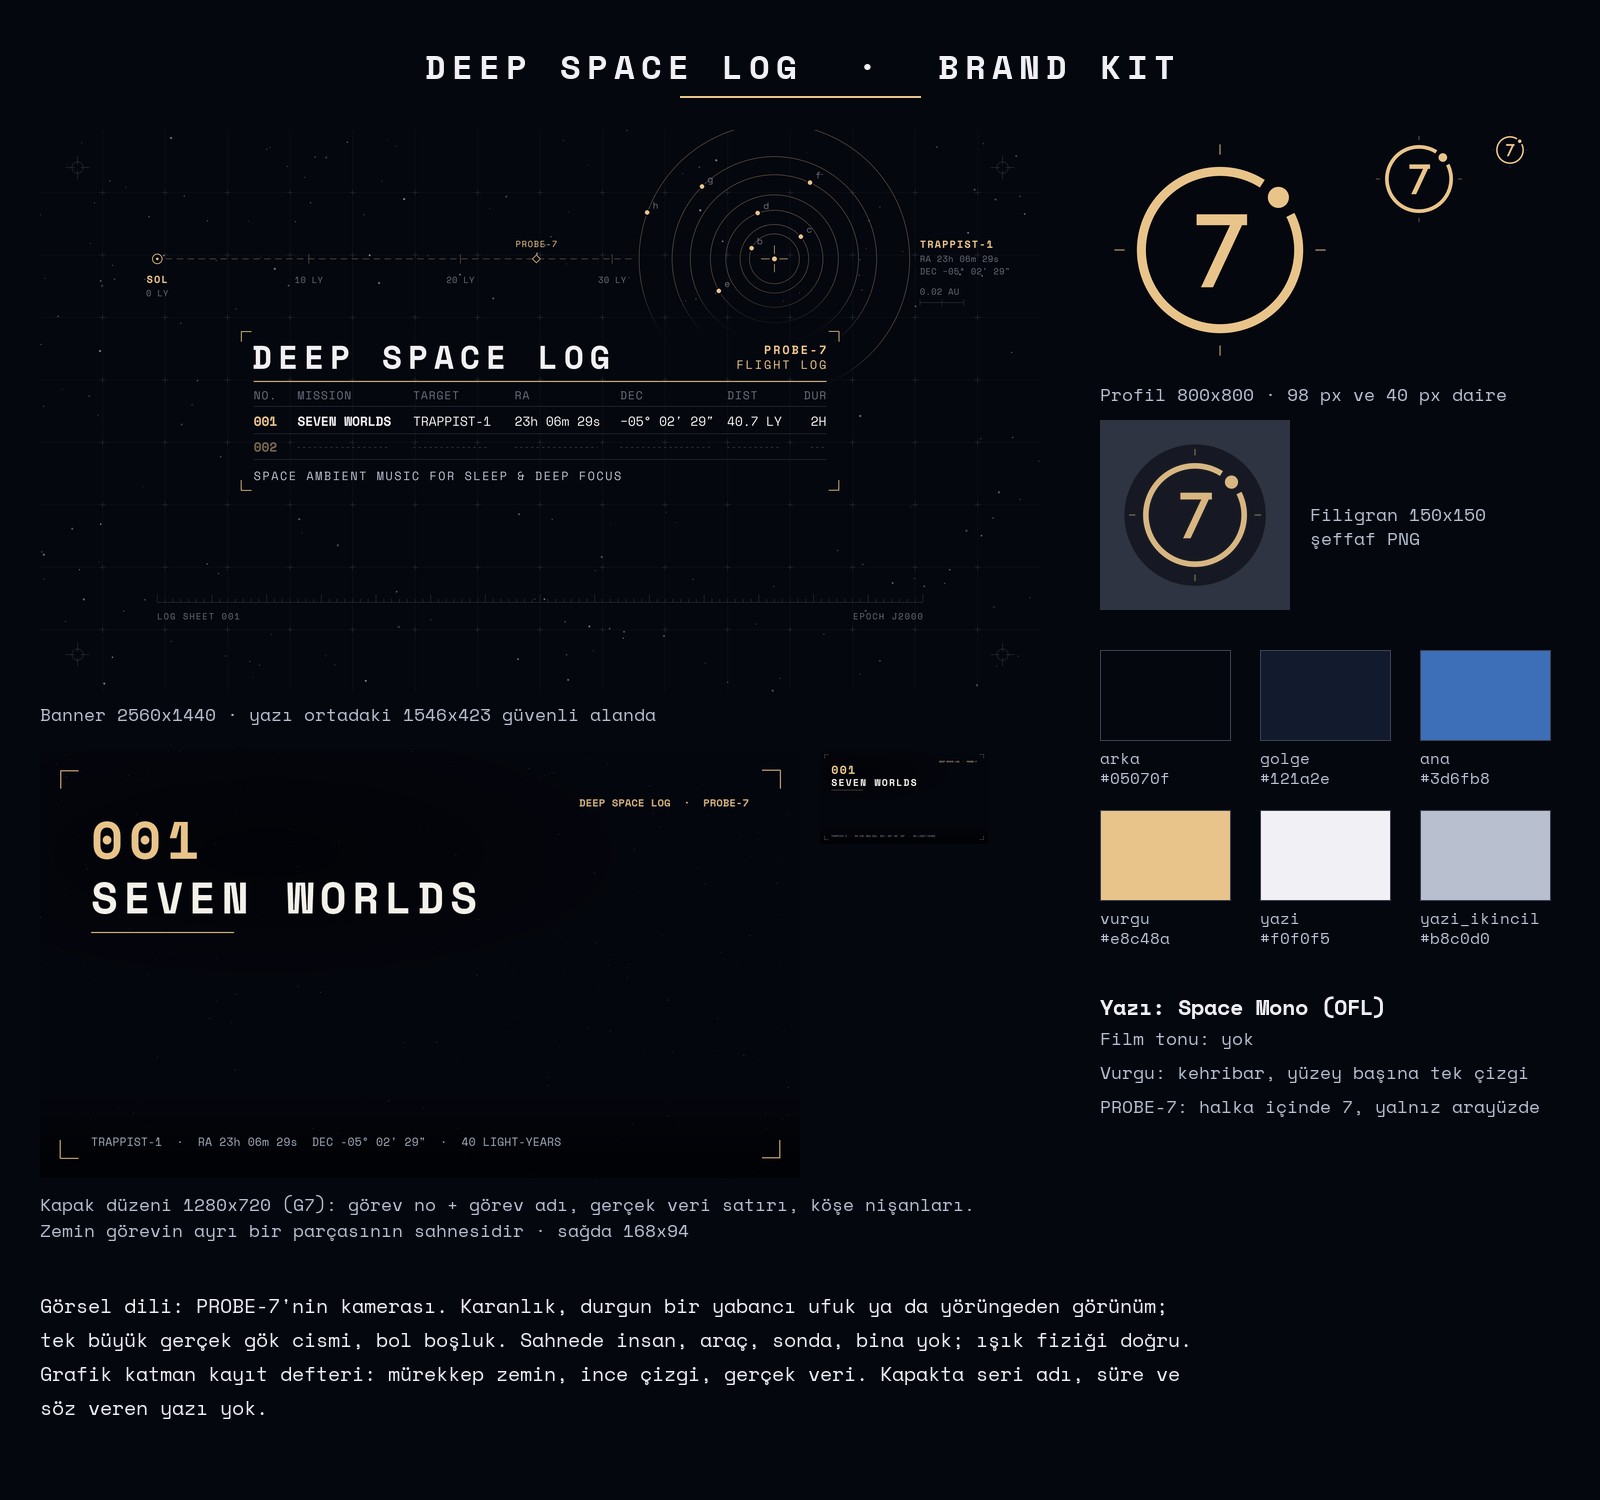 DEEP SPACE LOG · BRAND KIT
h
g
f
d
c
b
e
PROBE-7
SOL
0 LY
10 LY
20 LY
30 LY
TRAPPIST-1
RA 23h 06m 29s
DEC −05° 02′ 29″
0.02 AU
DEEP SPACE LOG
PROBE-7
FLIGHT LOG
NO. MISSION TARGET RA DEC DIST DUR
001 SEVEN WORLDS TRAPPIST-1 23h 06m 29s −05° 02′ 29″ 40.7 LY 2H
002
SPACE AMBIENT MUSIC FOR SLEEP & DEEP FOCUS
LOG SHEET 001
EPOCH J2000
Banner 2560x1440 · yazı ortadaki 1546x423 güvenli alanda
7
7
7
Profil 800x800 · 98 px ve 40 px daire
7
Filigran 150x150
şeffaf PNG
arka
#05070f
golge
#121a2e
ana
#3d6fb8
vurgu
#e8c48a
yazi
#f0f0f5
yazi_ikincil
#b8c0d0
Yazı: Space Mono (OFL)
Film tonu: yok
Vurgu: kehribar, yüzey başına tek çizgi
PROBE-7: halka içinde 7, yalnız arayüzde
DEEP SPACE LOG · PROBE-7
001
SEVEN WORLDS
TRAPPIST-1 · RA 23h 06m 29s DEC -05° 02' 29" · 40 LIGHT-YEARS
001
SEVEN WORLDS
Kapak düzeni 1280x720 (G7): görev no + görev adı, gerçek veri satırı, köşe nişanları.
Zemin görevin ayrı bir parçasının sahnesidir · sağda 168x94
Görsel dili: PROBE-7'nin kamerası. Karanlık, durgun bir yabancı ufuk ya da yörüngeden görünüm;
tek büyük gerçek gök cismi, bol boşluk. Sahnede insan, araç, sonda, bina yok; ışık fiziği doğru.
Grafik katman kayıt defteri: mürekkep zemin, ince çizgi, gerçek veri. Kapakta seri adı, süre ve
söz veren yazı yok.